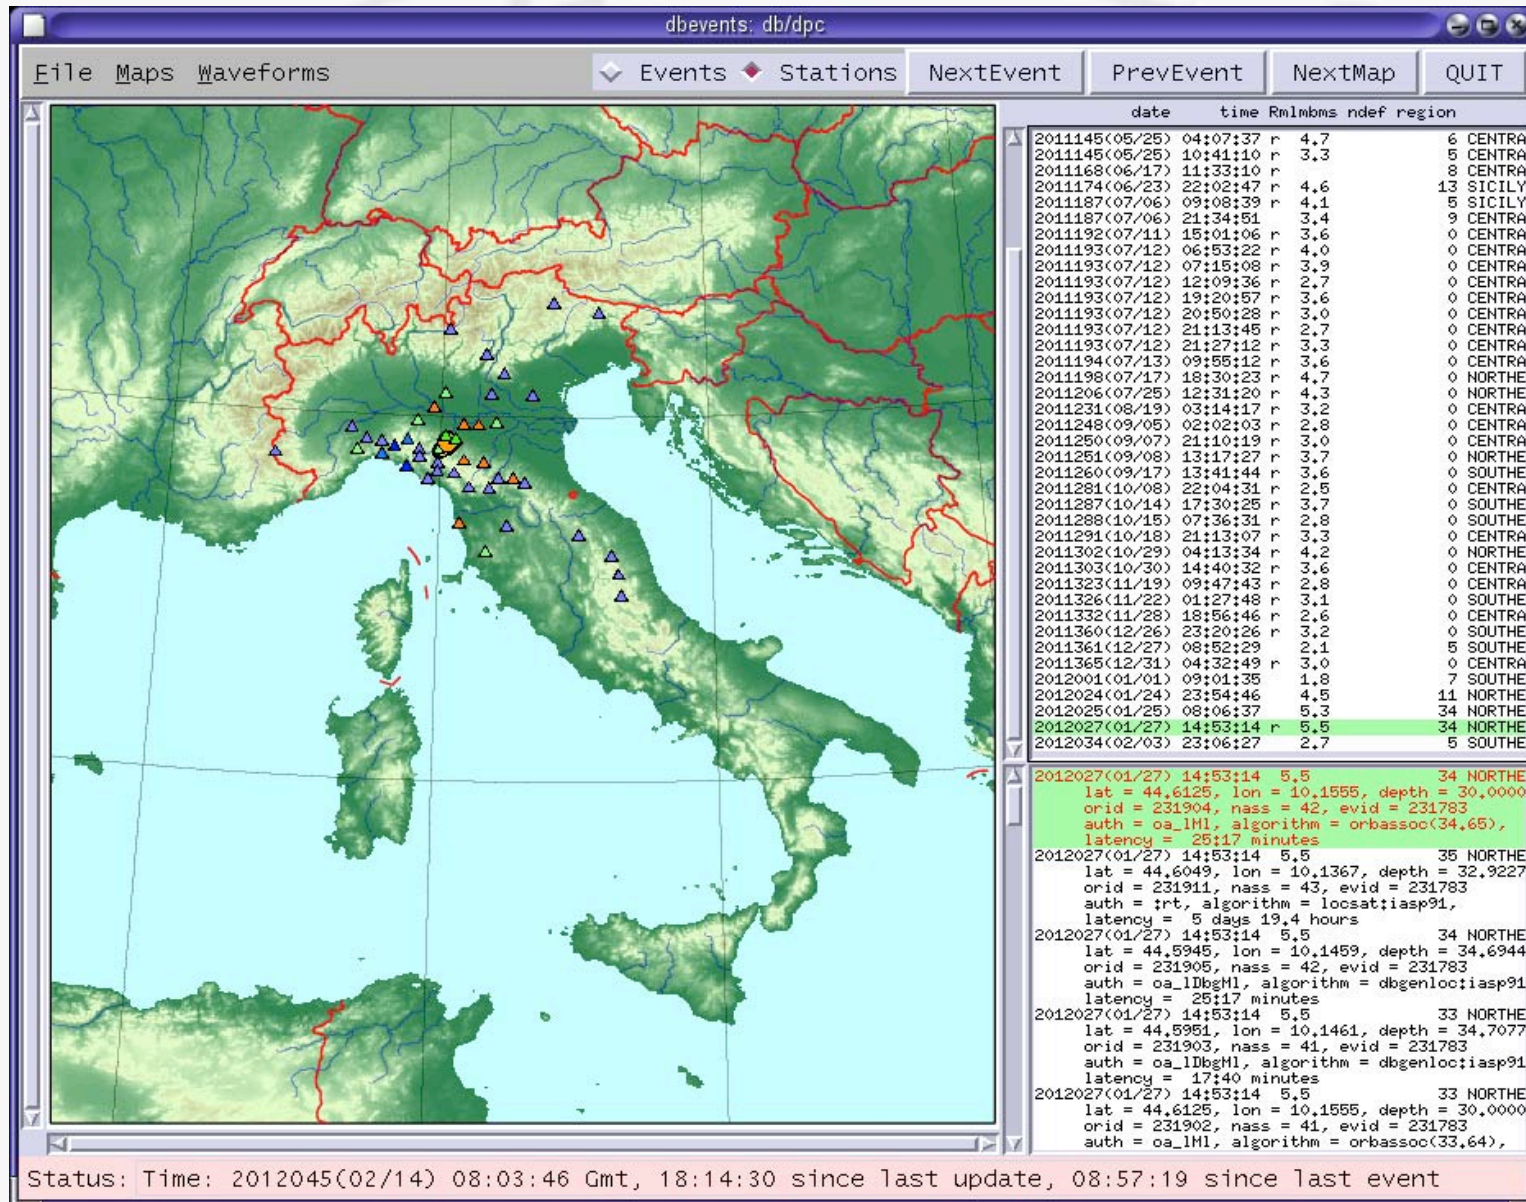 dbevents: db/dpc
File Maps Waveforms Events Stations NextEvent PrevEvent NextMap QUIT
date time Rmlmbms ndef region
2011145(05/25) 04:07:37 r 4.7 6 CENTRA
2011145(05/25) 10:41:10 r 3.3 5 CENTRA
2011168(06/17) 11:33:10 r 8 CENTRA
2011174(06/23) 22:02:47 r 4.6 13 SICILY
2011187(07/06) 09:08:39 r 4.1 5 SICILY
2011187(07/06) 21:34:51 3.4 9 CENTRA
2011192(07/11) 15:01:06 r 3.6 0 CENTRA
2011193(07/12) 06:53:22 r 4.0 0 CENTRA
2011193(07/12) 07:15:08 r 3.9 0 CENTRA
2011193(07/12) 12:09:36 r 2.7 0 CENTRA
2011193(07/12) 19:20:57 r 3.6 0 CENTRA
2011193(07/12) 20:50:28 r 3.0 0 CENTRA
2011193(07/12) 21:13:45 r 2.7 0 CENTRA
2011193(07/12) 21:27:12 r 3.3 0 CENTRA
2011194(07/13) 09:55:12 r 3.6 0 CENTRA
2011198(07/17) 18:30:23 r 4.7 0 NORTHE
2011206(07/25) 12:31:20 r 4.3 0 NORTHE
2011231(08/19) 03:14:17 r 3.2 0 CENTRA
2011248(09/05) 02:02:03 r 2.8 0 CENTRA
2011250(09/07) 21:10:19 r 3.0 0 CENTRA
2011251(09/08) 13:17:27 r 3.7 0 NORTHE
2011260(09/17) 13:41:44 r 3.6 0 SOUTHE
2011281(10/08) 22:04:31 r 2.5 0 CENTRA
2011287(10/14) 17:30:25 r 3.7 0 SOUTHE
2011288(10/15) 07:36:31 r 2.8 0 SOUTHE
2011291(10/18) 21:13:07 r 3.3 0 CENTRA
2011302(10/29) 04:13:34 r 4.2 0 NORTHE
2011303(10/30) 14:40:32 r 3.6 0 CENTRA
2011323(11/19) 09:47:43 r 2.8 0 CENTRA
2011326(11/22) 01:27:48 r 3.1 0 SOUTHE
2011332(11/28) 18:56:46 r 2.6 0 CENTRA
2011360(12/26) 23:20:26 r 3.2 0 SOUTHE
2011361(12/27) 08:52:29 2.1 5 SOUTHE
2011365(12/31) 04:32:49 r 3.0 0 CENTRA
2012001(01/01) 09:01:35 1.8 7 SOUTHE
2012024(01/24) 23:54:46 4.5 11 NORTHE
2012025(01/25) 08:06:37 5.3 34 NORTHE
2012027(01/27) 14:53:14 r 5.5 34 NORTHE
2012034(02/03) 23:06:27 2.7 5 SOUTHE
2012027(01/27) 14:53:14 5.5 34 NORTHE
lat = 44.6125, lon = 10.1555, depth = 30.0000
orid = 231904, nass = 42, evid = 231783
auth = oa_lMl, algorithm = orbassoc(34.65),
latency = 25:17 minutes
2012027(01/27) 14:53:14 5.5 35 NORTHE
lat = 44.6049, lon = 10.1367, depth = 32.9227
orid = 231911, nass = 43, evid = 231783
auth = :rt, algorithm = locsat:iasp91,
latency = 5 days 19.4 hours
2012027(01/27) 14:53:14 5.5 34 NORTHE
lat = 44.5945, lon = 10.1459, depth = 34.6944
orid = 231905, nass = 42, evid = 231783
auth = oa_lDbgMl, algorithm = dbgenloc:iasp91
latency = 25:17 minutes
2012027(01/27) 14:53:14 5.5 33 NORTHE
lat = 44.5951, lon = 10.1461, depth = 34.7077
orid = 231903, nass = 41, evid = 231783
auth = oa_lDbgMl, algorithm = dbgenloc:iasp91
latency = 17:40 minutes
2012027(01/27) 14:53:14 5.5 33 NORTHE
lat = 44.6125, lon = 10.1555, depth = 30.0000
orid = 231902, nass = 41, evid = 231783
auth = oa_lMl, algorithm = orbassoc(33.64),
Status: Time: 2012045(02/14) 08:03:46 Gmt, 18:14:30 since last update, 08:57:19 since last event